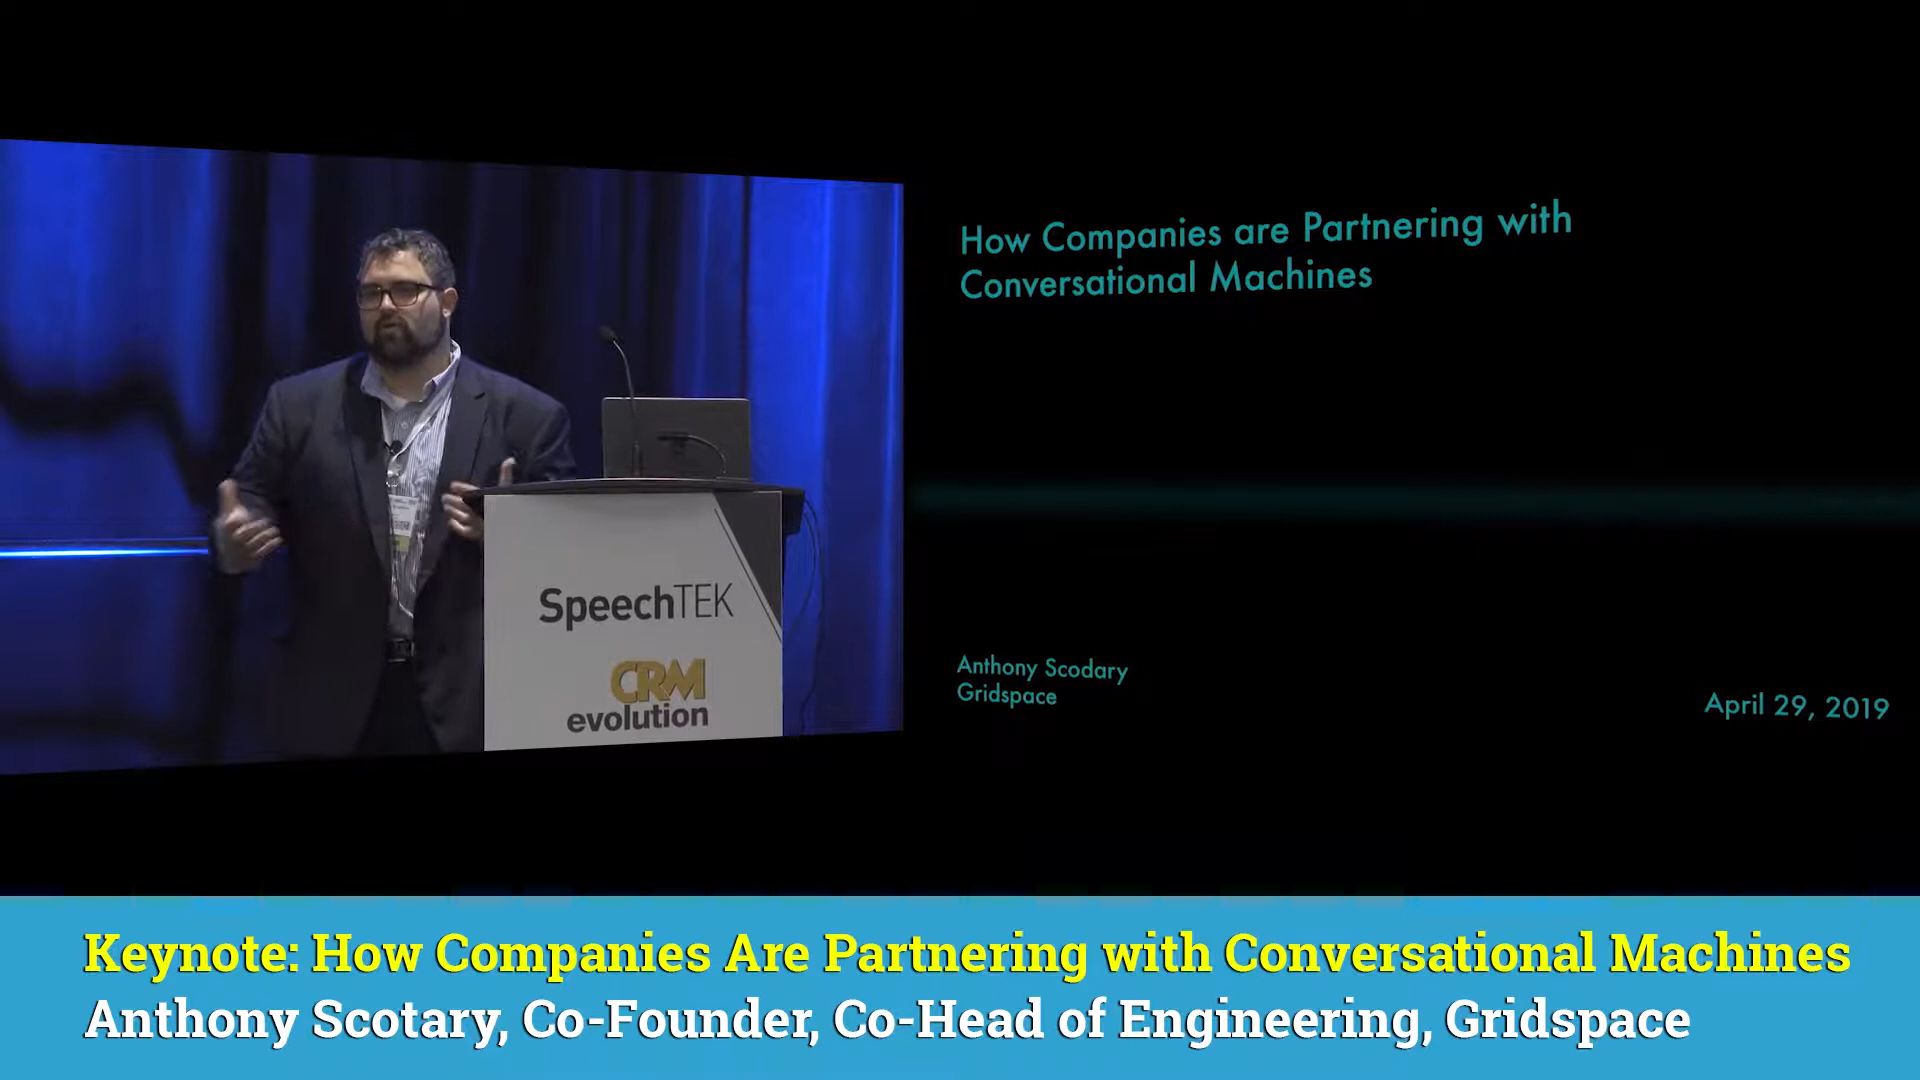 How Companies are Partnering with
Conversational Machines
SpeechTEK
CRM
evolution
Anthony Scodary
Gridspace
April 29, 2019
Keynote: How Companies Are Partnering with Conversational Machines
Anthony Scotary, Co-Founder, Co-Head of Engineering, Gridspace